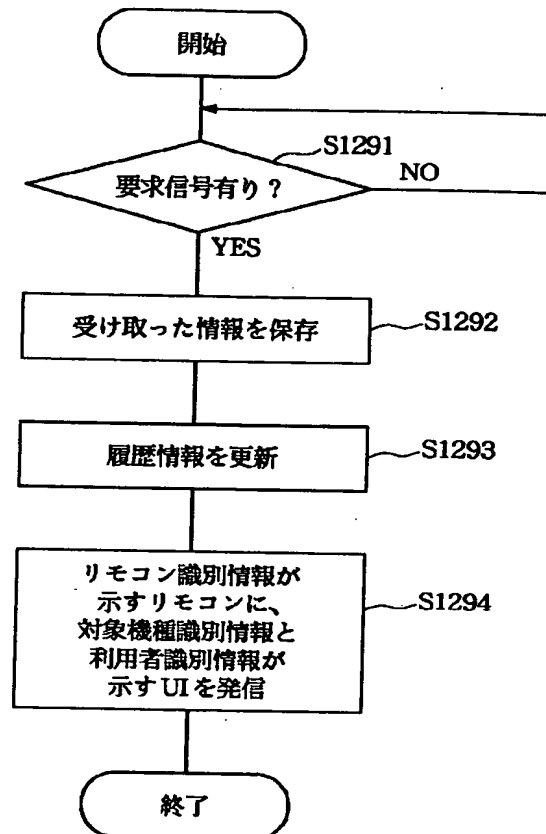 開始
S1291
要求信号有り?
NO
YES
受け取った情報を保存
S1292
履歴情報を更新
S1293
リモコン識別情報が
示すリモコンに、
対象機種識別情報と
利用者識別情報が
示すUIを発信
S1294
終了